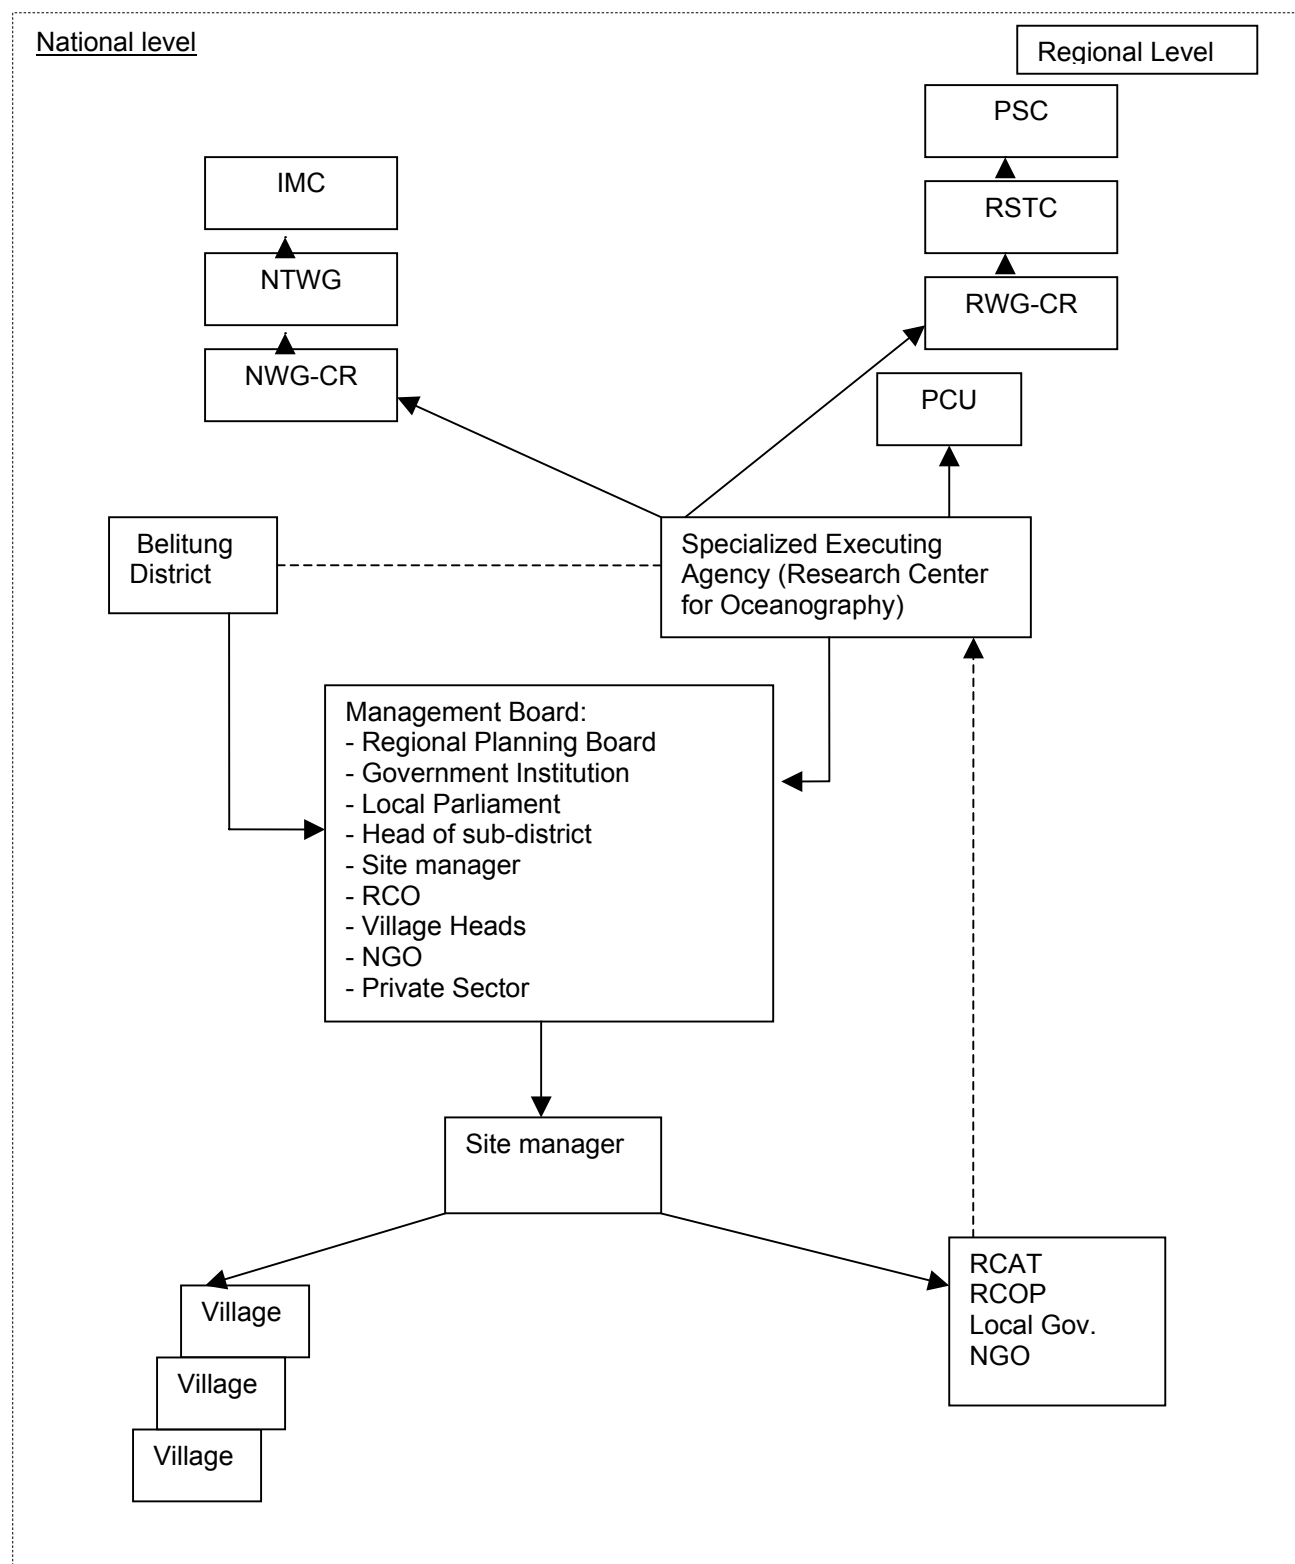 National level
Regional Level
PSC
IMC
RSTC
NTWG
RWG-CR
NWG-CR
PCU
Belitung
District
Specialized Executing
Agency (Research Center
for Oceanography)
Management Board:
- Regional Planning Board
- Government Institution
- Local Parliament
- Head of sub-district
- Site manager
- RCO
- Village Heads
- NGO
- Private Sector
Site manager
RCAT
RCOP
Local Gov.
NGO
Village
Village
Village